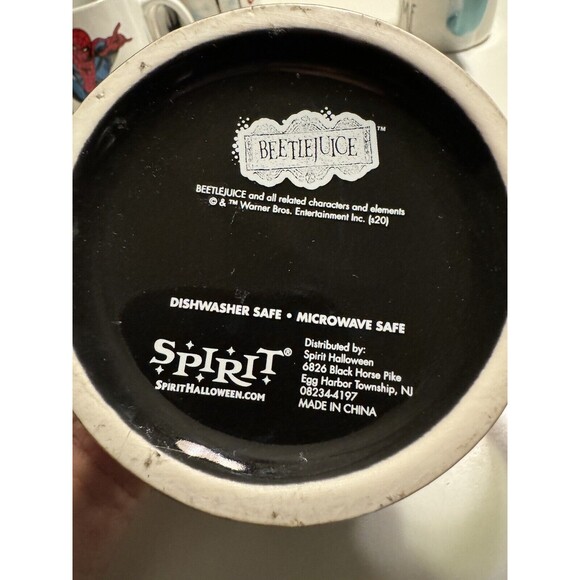 BEETLEJUICE ™
BEETLEJUICE and all related characters and elements
© & ™ Warner Bros. Entertainment Inc. (s20)
DISHWASHER SAFE • MICROWAVE SAFE
SPIRIT®
SPIRITHALLOWEEN.COM
Distributed by:
Spirit Halloween
6826 Black Horse Pike
Egg Harbor Township, NJ
08234-4197
MADE IN CHINA